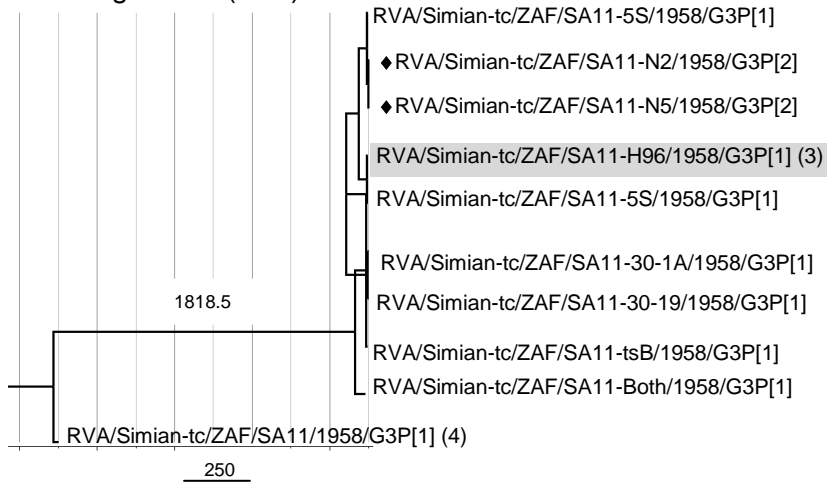 RVA/Simian-tc/ZAF/SA11-5S/1958/G3P[1]
♦RVA/Simian-tc/ZAF/SA11-N2/1958/G3P[2]
♦RVA/Simian-tc/ZAF/SA11-N5/1958/G3P[2]
RVA/Simian-tc/ZAF/SA11-H96/1958/G3P[1] (3)
RVA/Simian-tc/ZAF/SA11-5S/1958/G3P[1]
RVA/Simian-tc/ZAF/SA11-30-1A/1958/G3P[1]
1818.5
RVA/Simian-tc/ZAF/SA11-30-19/1958/G3P[1]
RVA/Simian-tc/ZAF/SA11-tsB/1958/G3P[1]
RVA/Simian-tc/ZAF/SA11-Both/1958/G3P[1]
RVA/Simian-tc/ZAF/SA11/1958/G3P[1] (4)
250